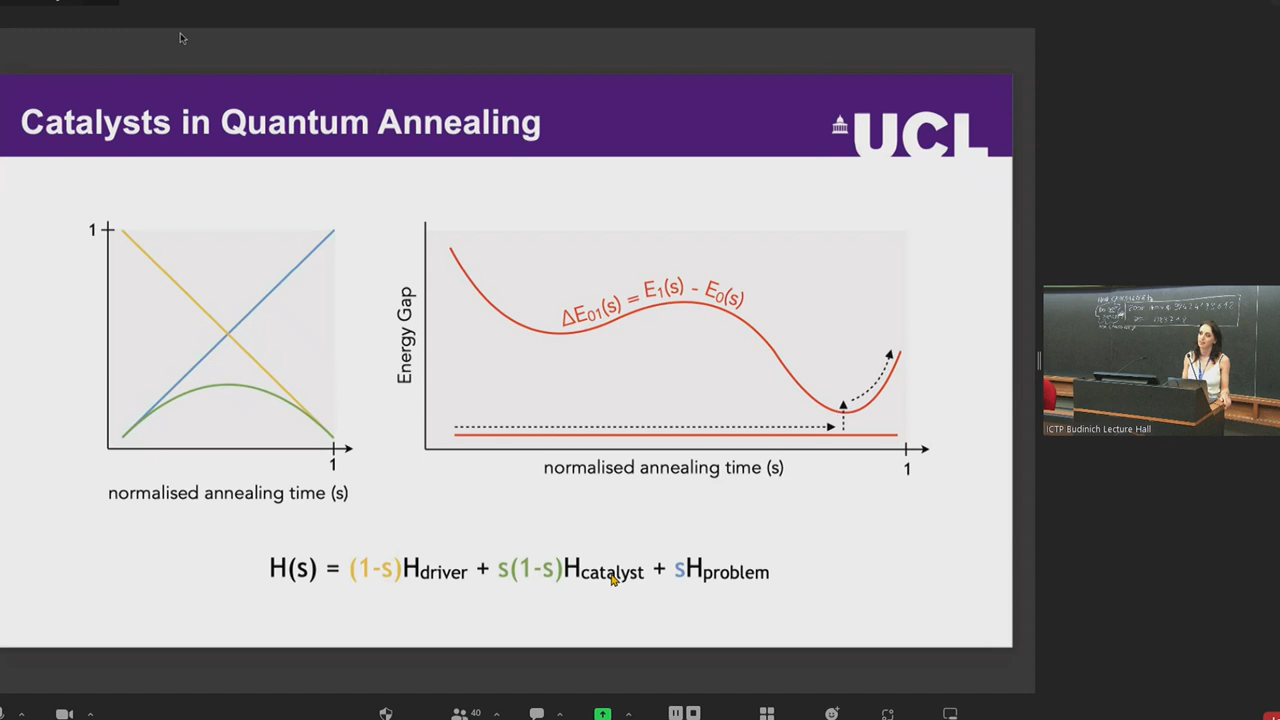 Catalysts in Quantum Annealing
UCL
1
1
normalised annealing time (s)
Energy Gap
ΔE01(s) = E1(s) - E0(s)
normalised annealing time (s)
1
H(s) = (1-s)Hdriver + s(1-s)Hcatalyst + sHproblem
ICTP Budinich Lecture Hall
40